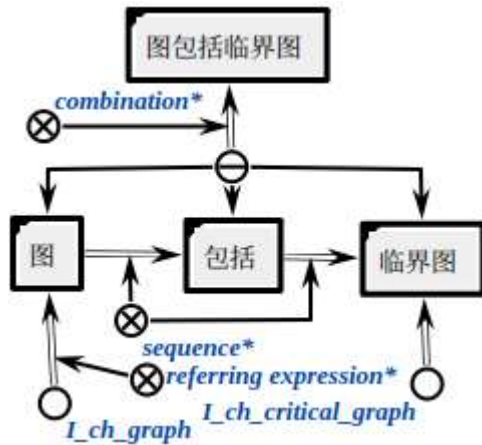 图包括临界图
combination*
图
包括
临界图
sequence*
referring expression*
I_ch_critical_graph
I_ch_graph